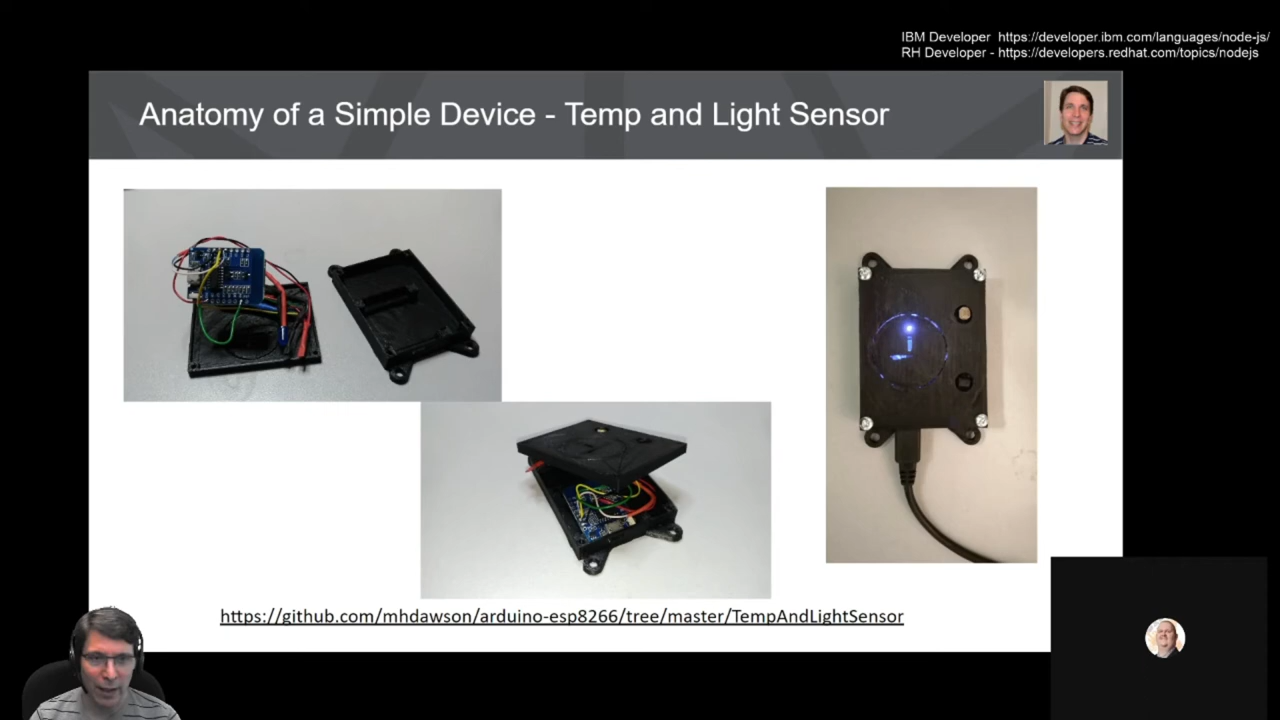 IBM Developer  https://developer.ibm.com/languages/node-js/
RH Developer - https://developers.redhat.com/topics/nodejs
Anatomy of a Simple Device - Temp and Light Sensor
https://github.com/mhdawson/arduino-esp8266/tree/master/TempAndLightSensor